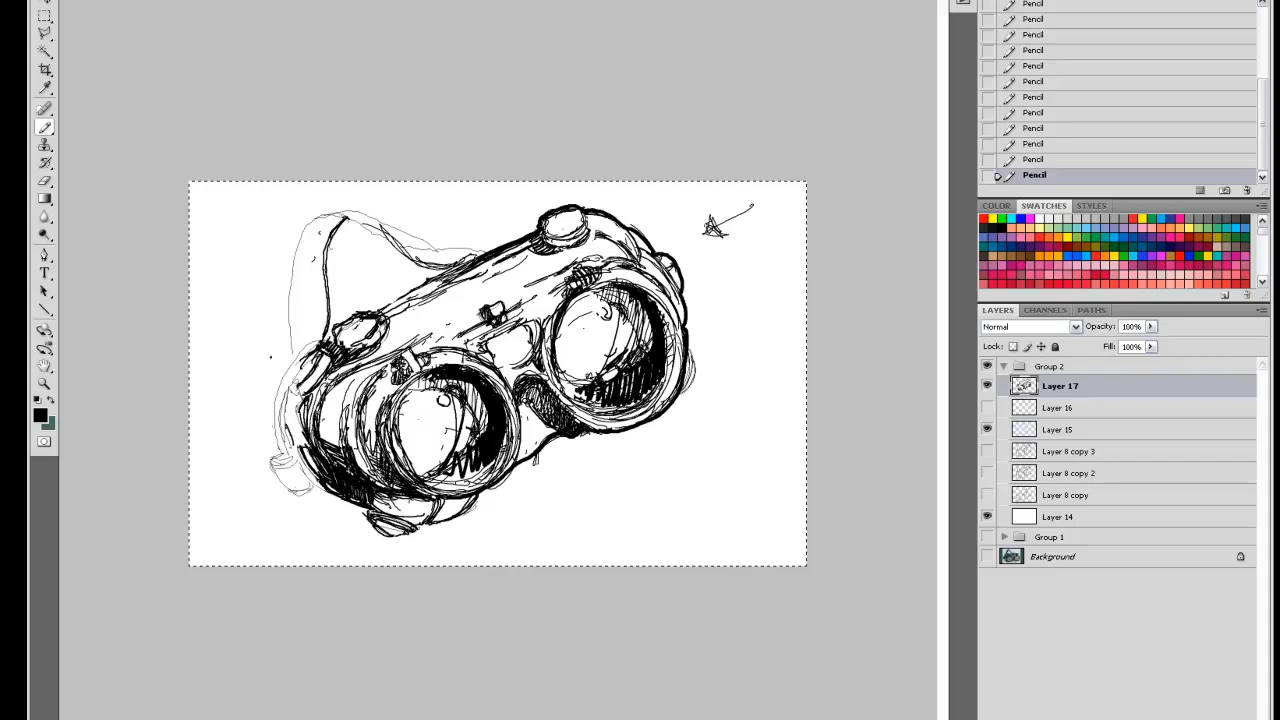 Pencil
Pencil
Pencil
Pencil
Pencil
Pencil
Pencil
Pencil
Pencil
Pencil
Pencil
Pencil
COLOR SWATCHES STYLES
LAYERS CHANNELS PATHS
Normal Opacity: 100%
Lock: Fill: 100%
Group 2
Layer 17
Layer 16
Layer 15
Layer 8 copy 3
Layer 8 copy 2
Layer 8 copy
Layer 14
Group 1
Background